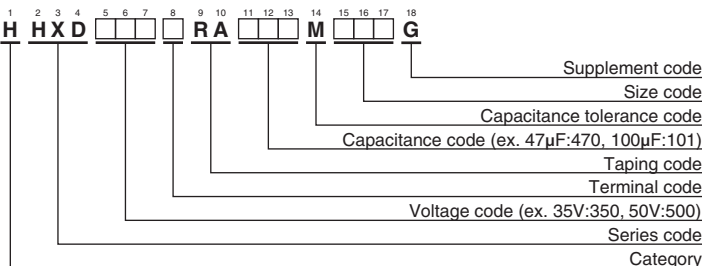 1 2 3 4 5 6 7 8 9 10 11 12 13 14 15 16 17 18
H HXD RA M G
Supplement code
Size code
Capacitance tolerance code
Capacitance code (ex. 47µF:470, 100µF:101)
Taping code
Terminal code
Voltage code (ex. 35V:350, 50V:500)
Series code
Category